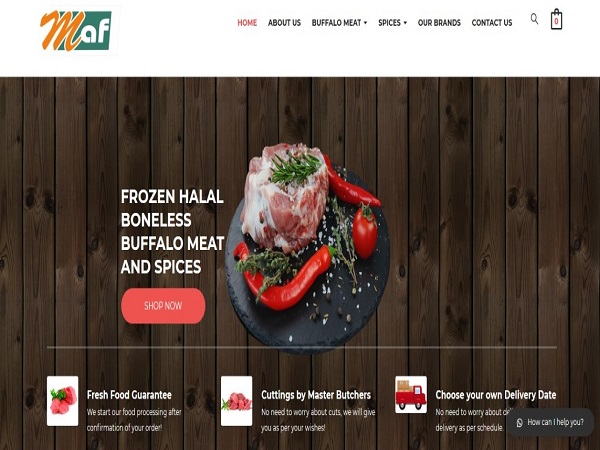 Maf
HOME ABOUT US BUFFALO MEAT SPICES OUR BRANDS CONTACT US 0
FROZEN HALAL
BONELESS
BUFFALO MEAT
AND SPICES
SHOP NOW
Fresh Food Guarantee
We start our food processing after
confirmation of your order!
Cuttings by Master Butchers
No need to worry about cuts, we will give
you as per your wishes!
Choose your own Delivery Date
No need to worry about
delivery as per schedule.
How can I help you?